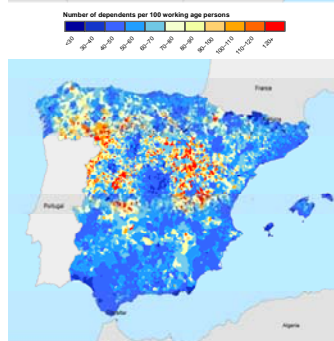 Number of dependents per 100 working age persons
<30 30–40 40–50 50–60 60–70 70–80 80–90 90–100 100–110 110–120 120+
France
Portugal
Gibraltar
Algeria